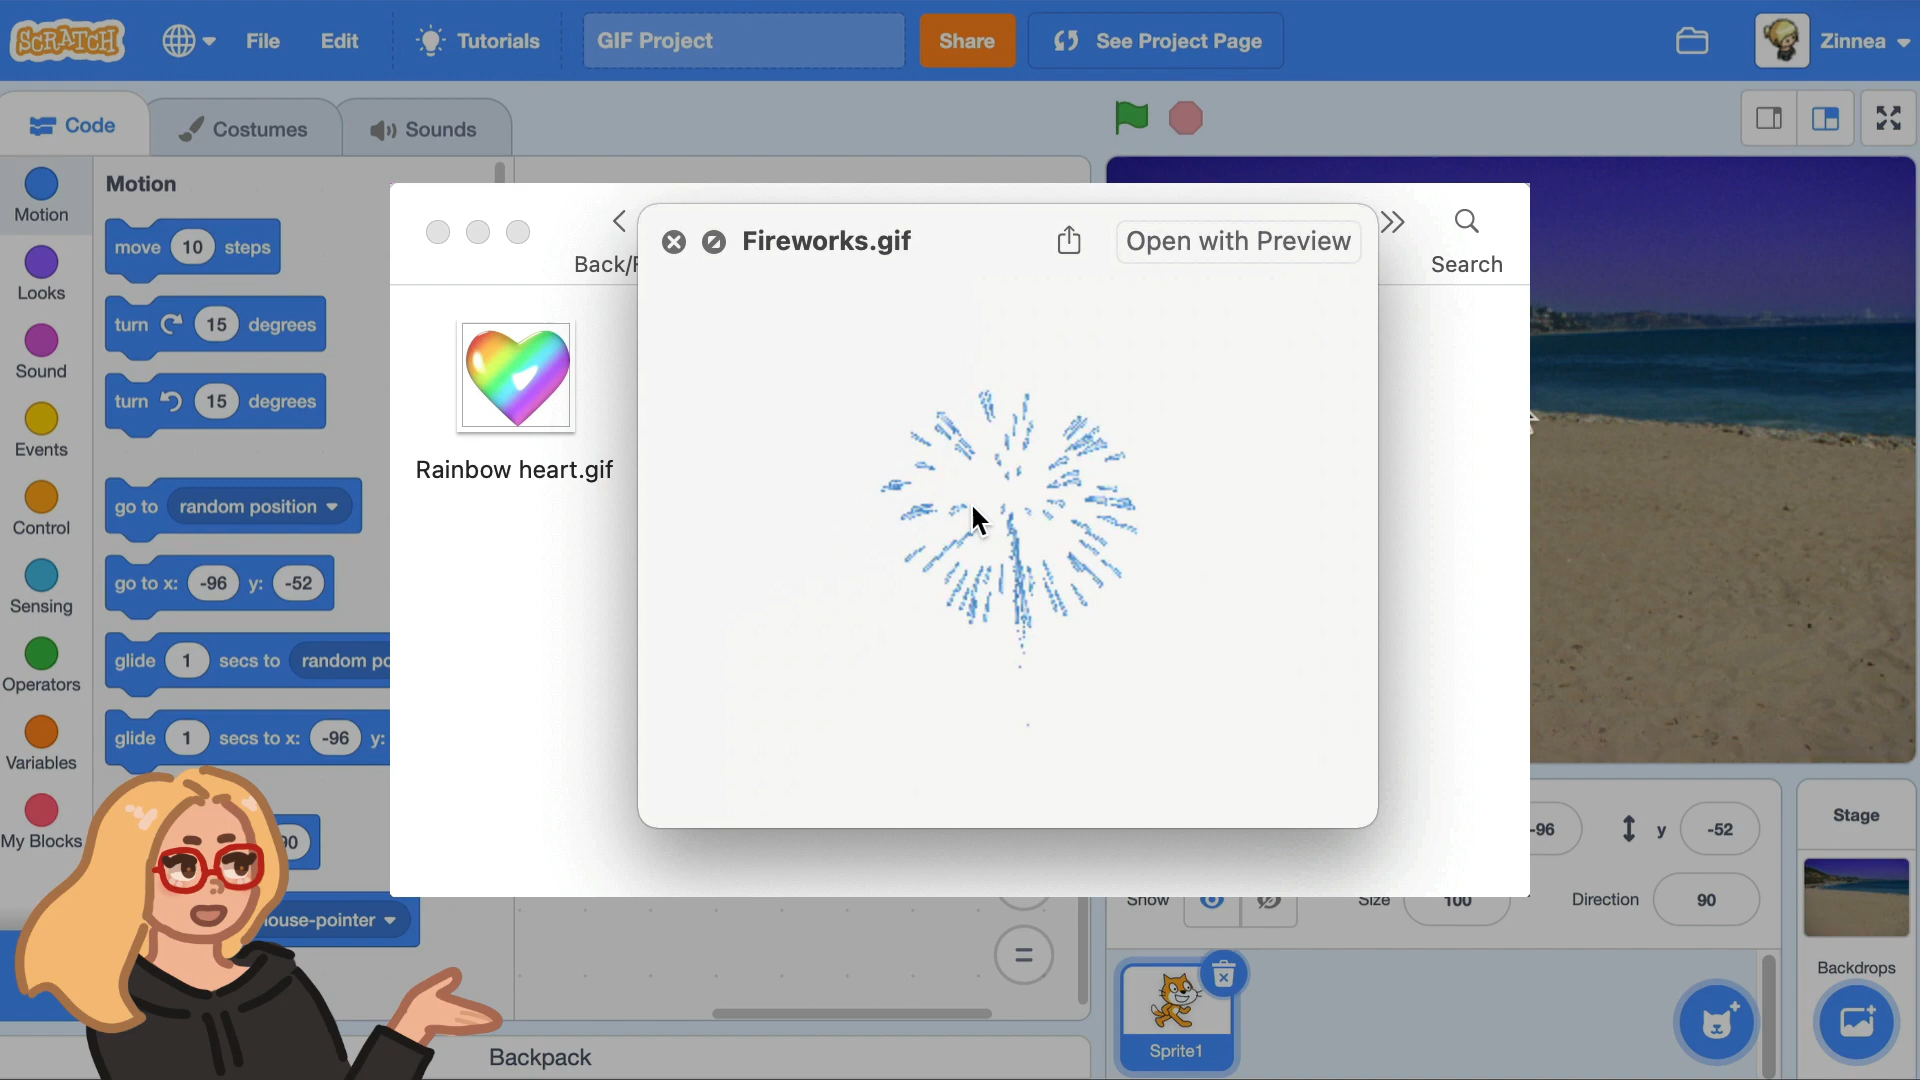 SCRATCH
File
Edit
Tutorials
GIF Project
Share
See Project Page
Zinnea
Code
Costumes
Sounds
Motion
Looks
Sound
Events
Control
Sensing
Operators
Variables
My Blocks
Motion
move 10 steps
turn 15 degrees
turn 15 degrees
go to random position
go to x: -96 y: -52
glide 1 secs to random po
glide 1 secs to x: -96 y:
90
ouse-pointer
Back/F
Fireworks.gif
Open with Preview
Search
Rainbow heart.gif
-96
y -52
Show
Size 100
Direction 90
Sprite1
Stage
Backdrops
Backpack